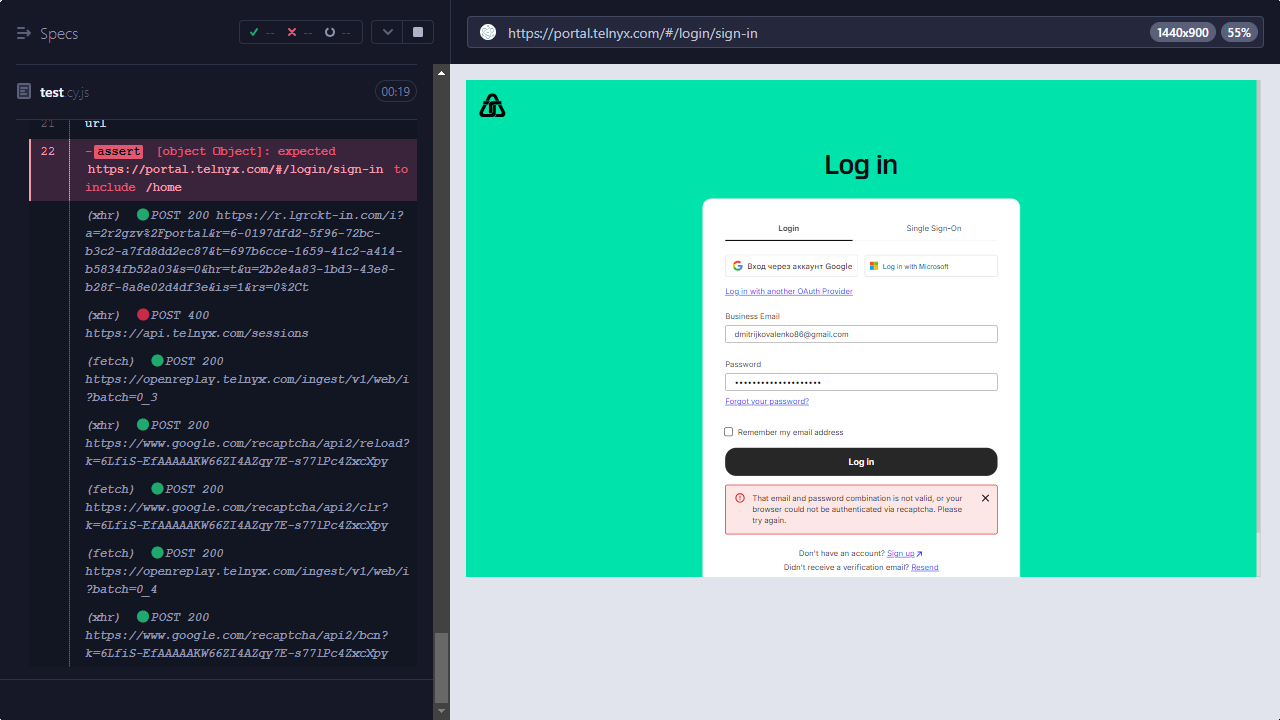 Specs
-- -- --
https://portal.telnyx.com/#/login/sign-in
1440x900
55%
test cy.js
00:19
21 url
22 -assert [object Object]: expected
https://portal.telnyx.com/#/login/sign-in to
include /home
(xhr) POST 200 https://r.lgrckt-in.com/i?
a=2r2gzv%2Fportal&r=6-0197dfd2-5f96-72bc-
b3c2-a7fd8dd2ec87&t=697b6cce-1659-41c2-a414-
b5834fb52a03&s=0&hr=t&u=2b2e4a83-1bd3-43e8-
b28f-8a8e02d4df3e&is=1&rs=0%2Ct
(xhr) POST 400
https://api.telnyx.com/sessions
(fetch) POST 200
https://openreplay.telnyx.com/ingest/v1/web/i
?batch=0_3
(xhr) POST 200
https://www.google.com/recaptcha/api2/reload?
k=6LfiS-EfAAAAAKW66ZI4AZqy7E-s77lPc4ZxcXpy
(fetch) POST 200
https://www.google.com/recaptcha/api2/clr?
k=6LfiS-EfAAAAAKW66ZI4AZqy7E-s77lPc4ZxcXpy
(fetch) POST 200
https://openreplay.telnyx.com/ingest/v1/web/i
?batch=0_4
(xhr) POST 200
https://www.google.com/recaptcha/api2/bcn?
k=6LfiS-EfAAAAAKW66ZI4AZqy7E-s77lPc4ZxcXpy
Log in
Login
Single Sign-On
Вход через аккаунт Google
Log in with Microsoft
Log in with another OAuth Provider
Business Email
dmitrijkovalenko86@gmail.com
Password
••••••••••••••••••••
Forgot your password?
Remember my email address
Log in
That email and password combination is not valid, or your
browser could not be authenticated via recaptcha. Please
try again.
Don't have an account? Sign up
Didn't receive a verification email? Resend